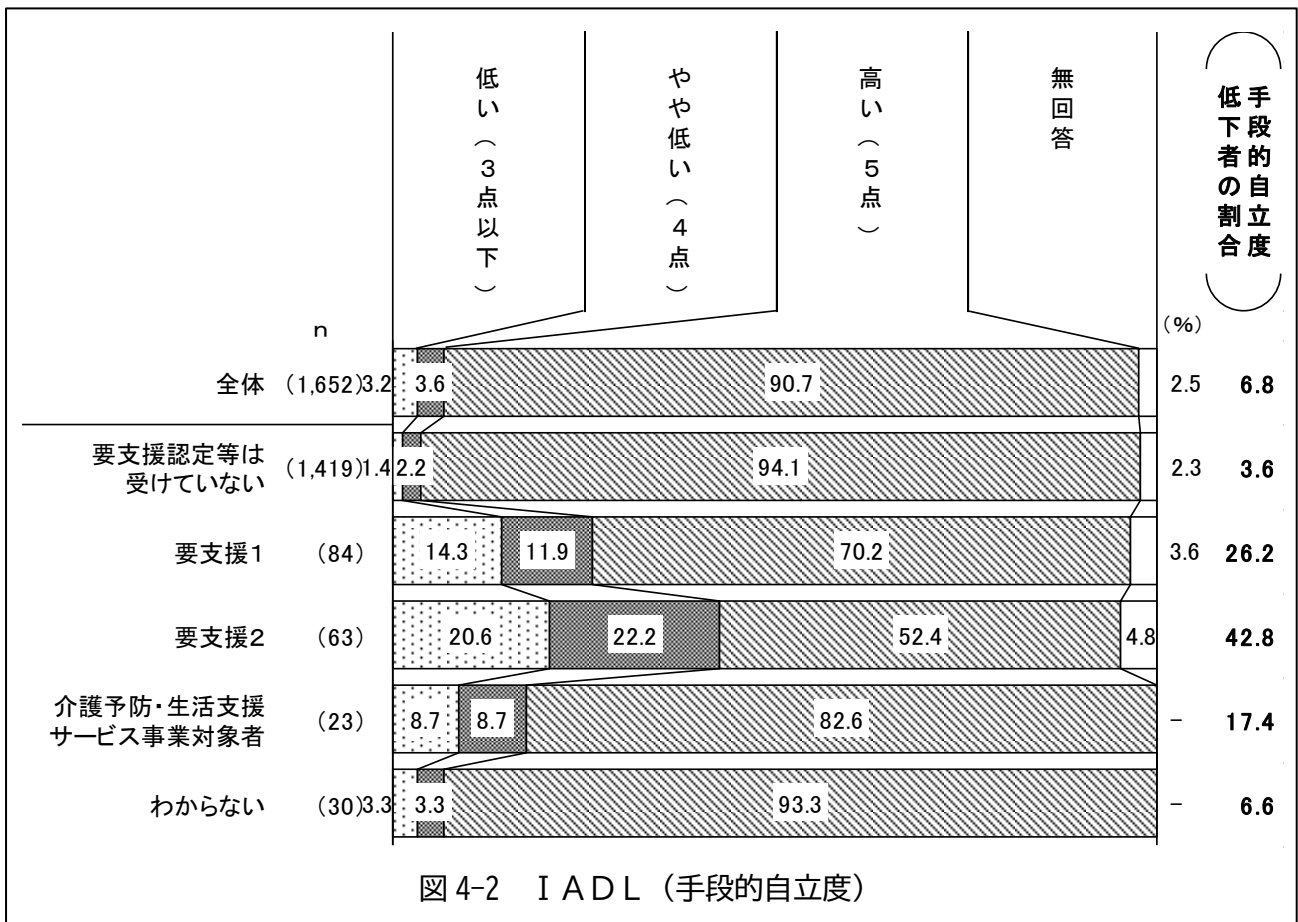 低い（３点以下）
やや低い（４点）
高い（５点）
無回答
手段的自立度
低下者の割合
n
(%)
全体 (1,652) 3.2 3.6 90.7 2.5 6.8
要支援認定等は
受けていない (1,419) 1.4 2.2 94.1 2.3 3.6
要支援1 (84) 14.3 11.9 70.2 3.6 26.2
要支援2 (63) 20.6 22.2 52.4 4.8 42.8
介護予防・生活支援
サービス事業対象者 (23) 8.7 8.7 82.6 - 17.4
わからない (30) 3.3 3.3 93.3 - 6.6
図 4-2 ＩＡＤＬ（手段的自立度）